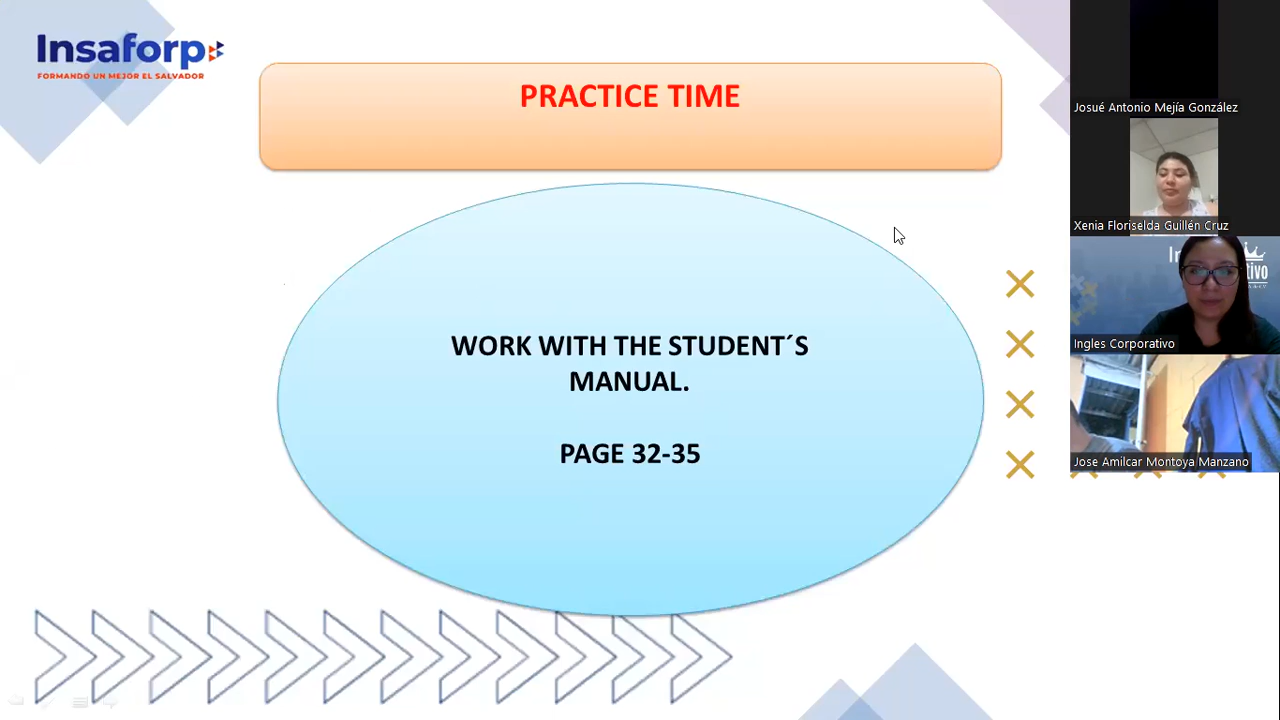 Insaforp
FORMANDO UN MEJOR EL SALVADOR
PRACTICE TIME
WORK WITH THE STUDENT´S
MANUAL.
PAGE 32-35
Josué Antonio Mejía González
Xenia Floriselda Guillén Cruz
Ingles Corporativo
Jose Amilcar Montoya Manzano